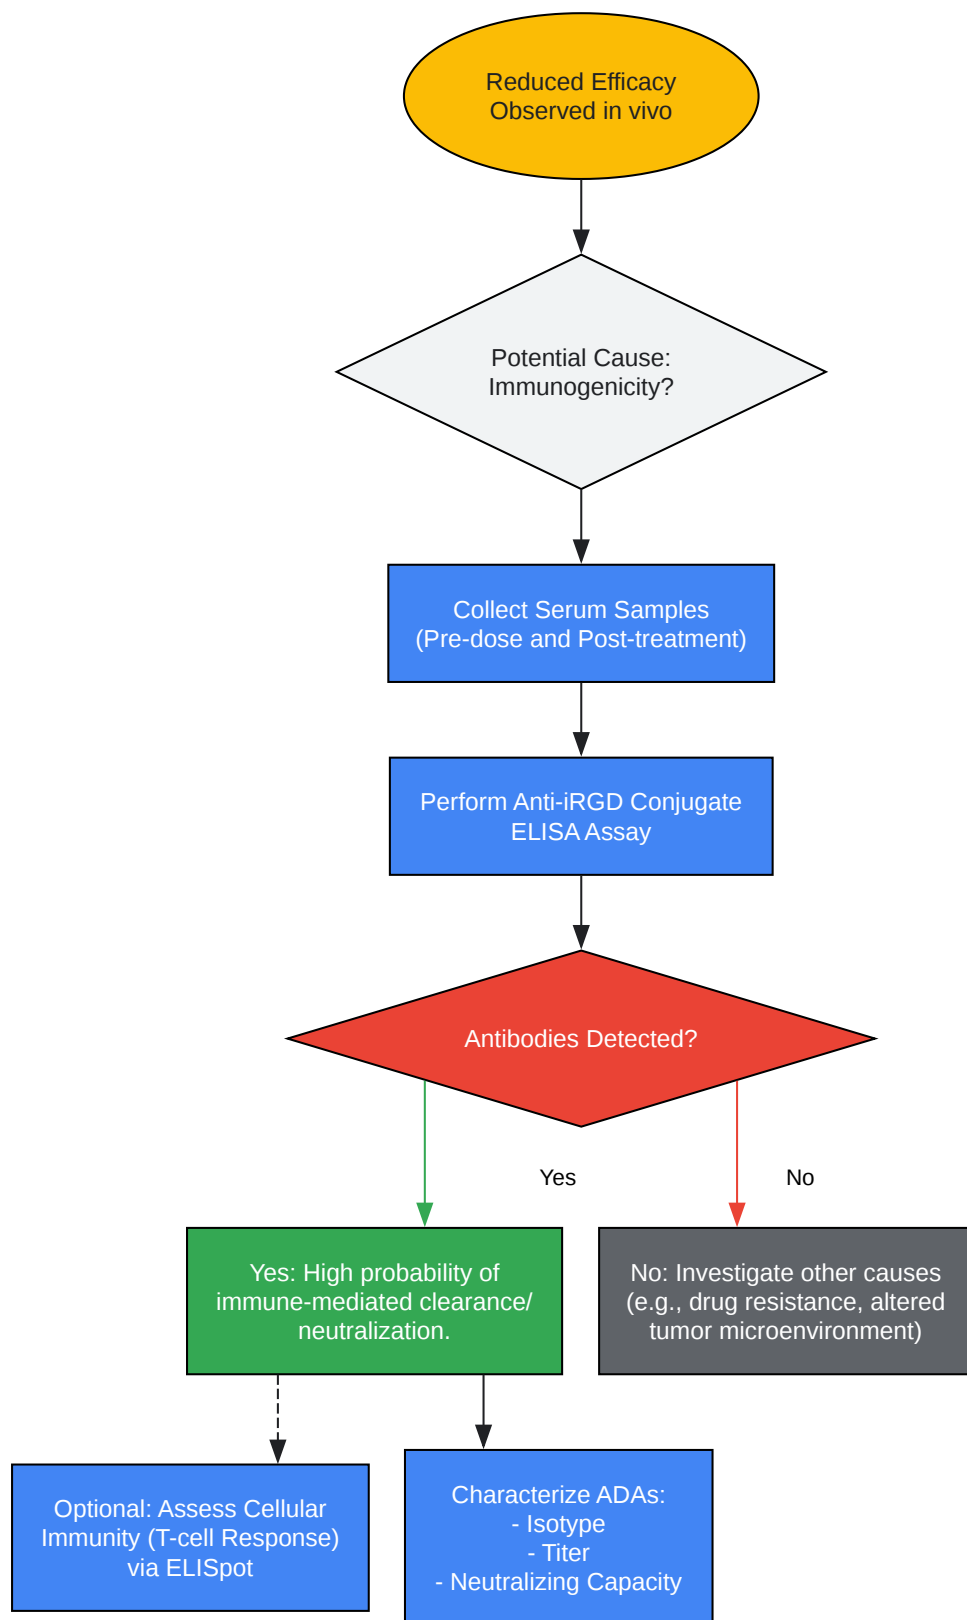 Reduced Efficacy
Observed in vivo
Potential Cause:
Immunogenicity?
Collect Serum Samples
(Pre-dose and Post-treatment)
Perform Anti-iRGD Conjugate
ELISA Assay
Antibodies Detected?
Yes
No
Yes: High probability of
immune-mediated clearance/
neutralization.
No: Investigate other causes
(e.g., drug resistance, altered
tumor microenvironment)
Optional: Assess Cellular
Immunity (T-cell Response)
via ELISpot
Characterize ADAs:
- Isotype
- Titer
- Neutralizing Capacity